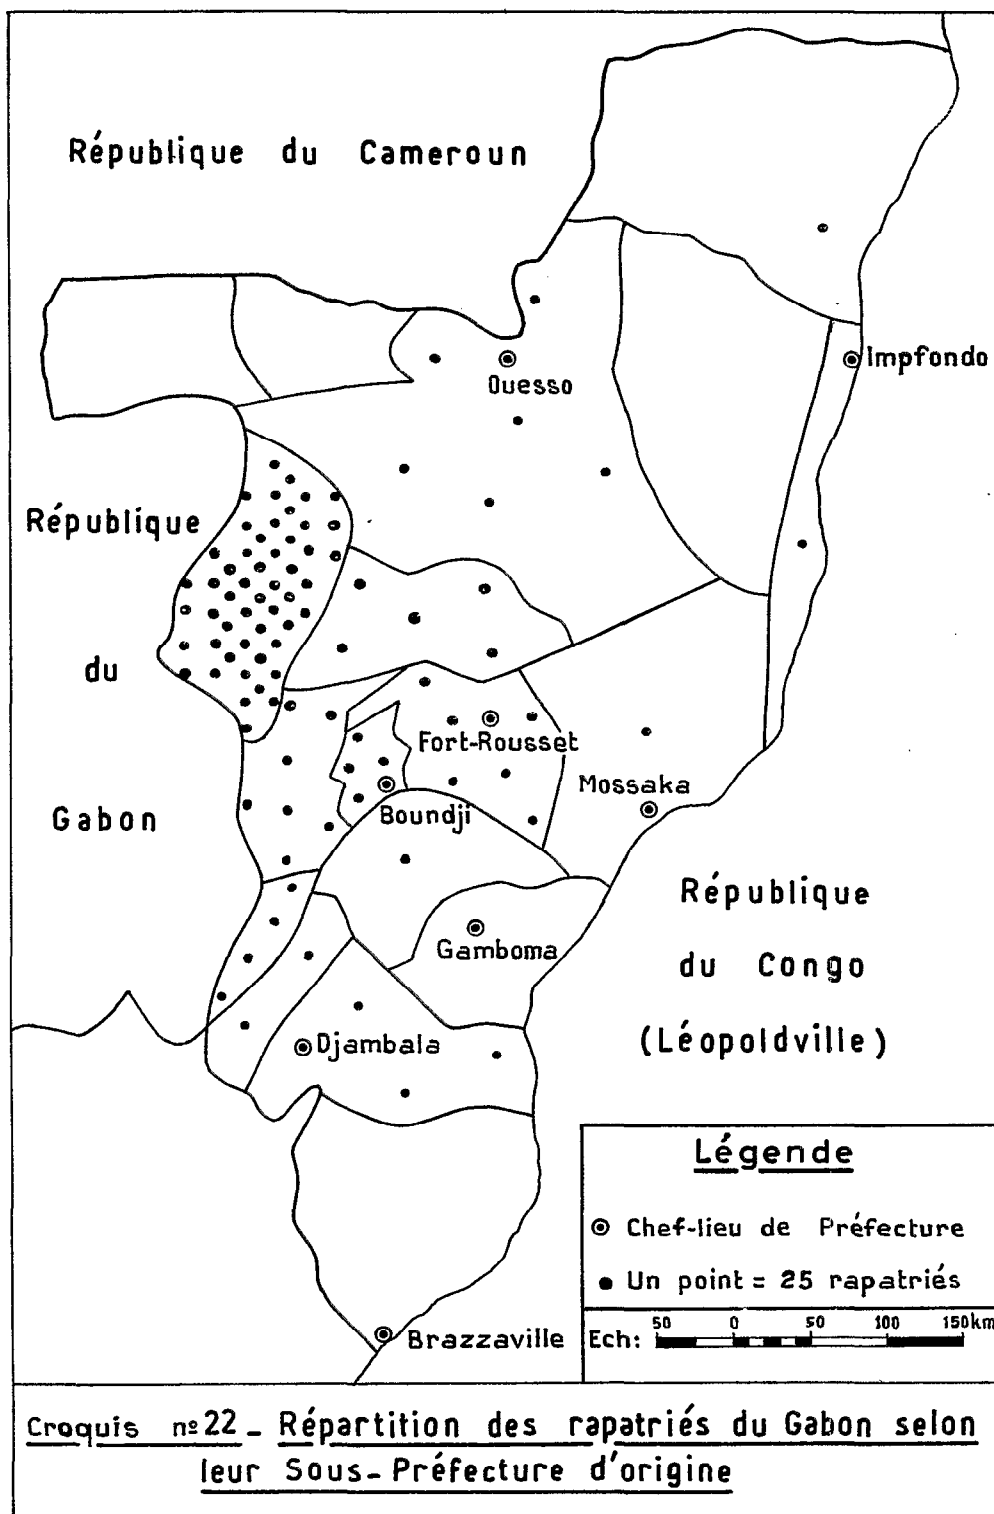 République du Cameroun
Impfondo
Ouesso
République
du
Gabon
Fort-Rousset
Mossaka
Boundji
République
du Congo
(Léopoldville)
Gamboma
Djambala
Brazzaville
Légende
Chef-lieu de Préfecture
Un point = 25 rapatriés
Ech: 50 0 50 100 150km
Croquis nº 22 _ Répartition des rapatriés du Gabon selon
leur Sous-Préfecture d'origine